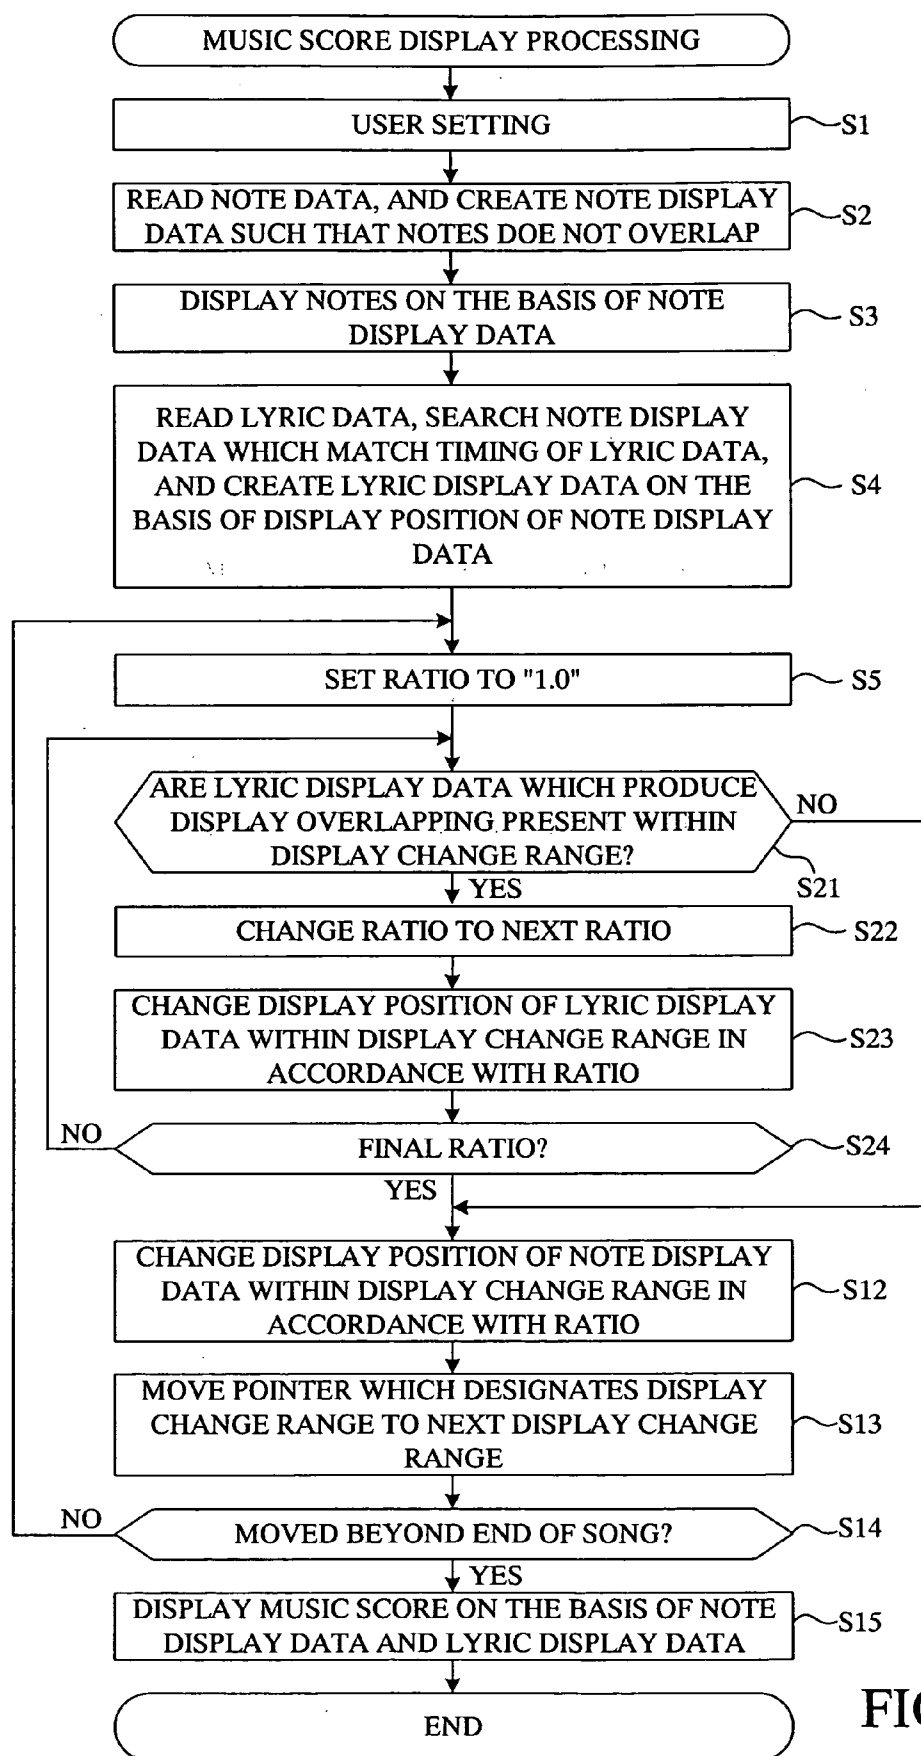 MUSIC SCORE DISPLAY PROCESSING
USER SETTING
S1
READ NOTE DATA, AND CREATE NOTE DISPLAY
DATA SUCH THAT NOTES DOE NOT OVERLAP
S2
DISPLAY NOTES ON THE BASIS OF NOTE
DISPLAY DATA
S3
READ LYRIC DATA, SEARCH NOTE DISPLAY
DATA WHICH MATCH TIMING OF LYRIC DATA,
AND CREATE LYRIC DISPLAY DATA ON THE
BASIS OF DISPLAY POSITION OF NOTE DISPLAY
DATA
S4
SET RATIO TO "1.0"
S5
ARE LYRIC DISPLAY DATA WHICH PRODUCE
DISPLAY OVERLAPPING PRESENT WITHIN
DISPLAY CHANGE RANGE?
NO
S21
YES
CHANGE RATIO TO NEXT RATIO
S22
CHANGE DISPLAY POSITION OF LYRIC DISPLAY
DATA WITHIN DISPLAY CHANGE RANGE IN
ACCORDANCE WITH RATIO
S23
NO
FINAL RATIO?
S24
YES
CHANGE DISPLAY POSITION OF NOTE DISPLAY
DATA WITHIN DISPLAY CHANGE RANGE IN
ACCORDANCE WITH RATIO
S12
MOVE POINTER WHICH DESIGNATES DISPLAY
CHANGE RANGE TO NEXT DISPLAY CHANGE
RANGE
S13
NO
MOVED BEYOND END OF SONG?
S14
YES
DISPLAY MUSIC SCORE ON THE BASIS OF NOTE
DISPLAY DATA AND LYRIC DISPLAY DATA
S15
END